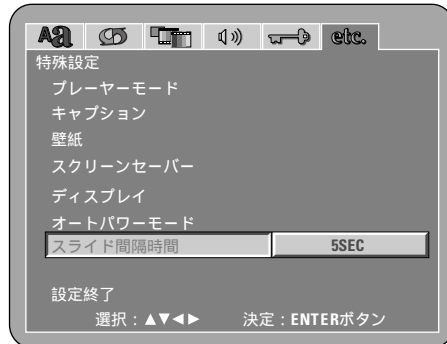 Aa etc.
特殊設定
プレーヤーモード
キャプション
壁紙
スクリーンセーバー
ディスプレイ
オートパワーモード
スライド間隔時間 5SEC
設定終了
選択：▲▼◀▶ 決定：ENTERボタン